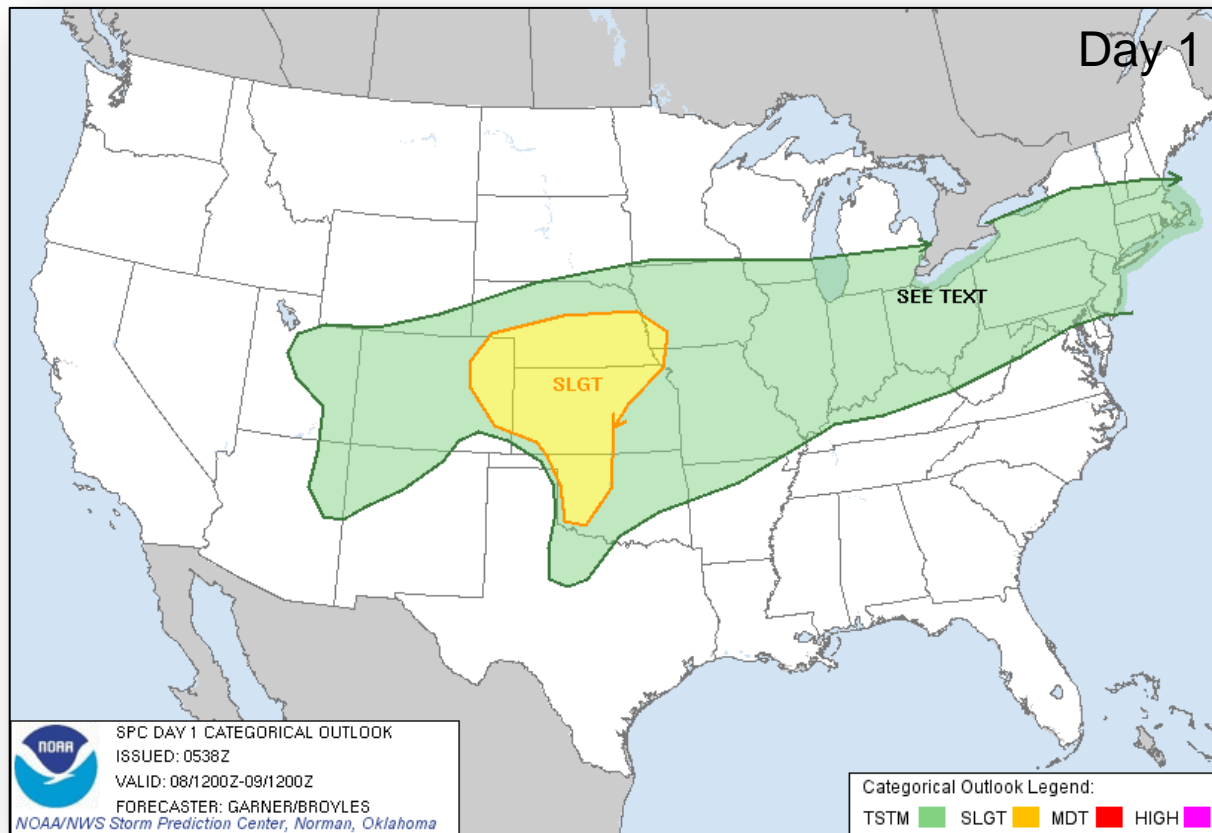 Day 1
SEE TEXT
SLGT
NOAA
SPC DAY 1 CATEGORICAL OUTLOOK
ISSUED: 0538Z
VALID: 08/1200Z-09/1200Z
FORECASTER: GARNER/BROYLES
NOAA/NWS Storm Prediction Center, Norman, Oklahoma
Categorical Outlook Legend:
TSTM SLGT MDT HIGH